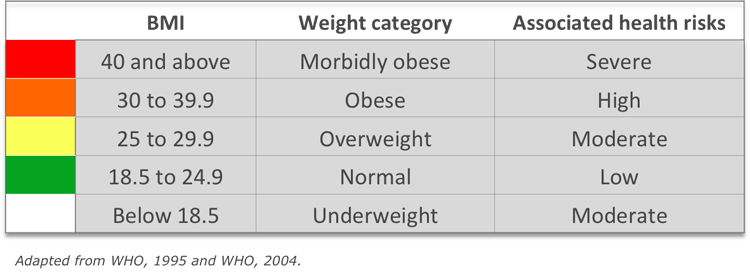 BMI Weight category Associated health risks
40 and above Morbidly obese Severe
30 to 39.9 Obese High
25 to 29.9 Overweight Moderate
18.5 to 24.9 Normal Low
Below 18.5 Underweight Moderate
Adapted from WHO, 1995 and WHO, 2004.